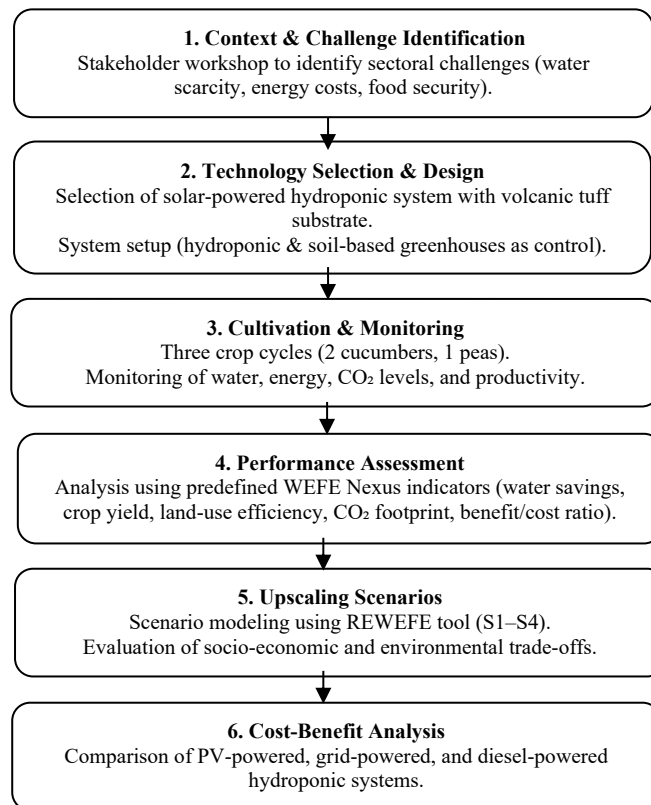 1. Context & Challenge Identification
Stakeholder workshop to identify sectoral challenges (water
scarcity, energy costs, food security).
2. Technology Selection & Design
Selection of solar-powered hydroponic system with volcanic tuff
substrate.
System setup (hydroponic & soil-based greenhouses as control).
3. Cultivation & Monitoring
Three crop cycles (2 cucumbers, 1 peas).
Monitoring of water, energy, CO₂ levels, and productivity.
4. Performance Assessment
Analysis using predefined WEFE Nexus indicators (water savings,
crop yield, land-use efficiency, CO₂ footprint, benefit/cost ratio).
5. Upscaling Scenarios
Scenario modeling using REWEFE tool (S1–S4).
Evaluation of socio-economic and environmental trade-offs.
6. Cost-Benefit Analysis
Comparison of PV-powered, grid-powered, and diesel-powered
hydroponic systems.